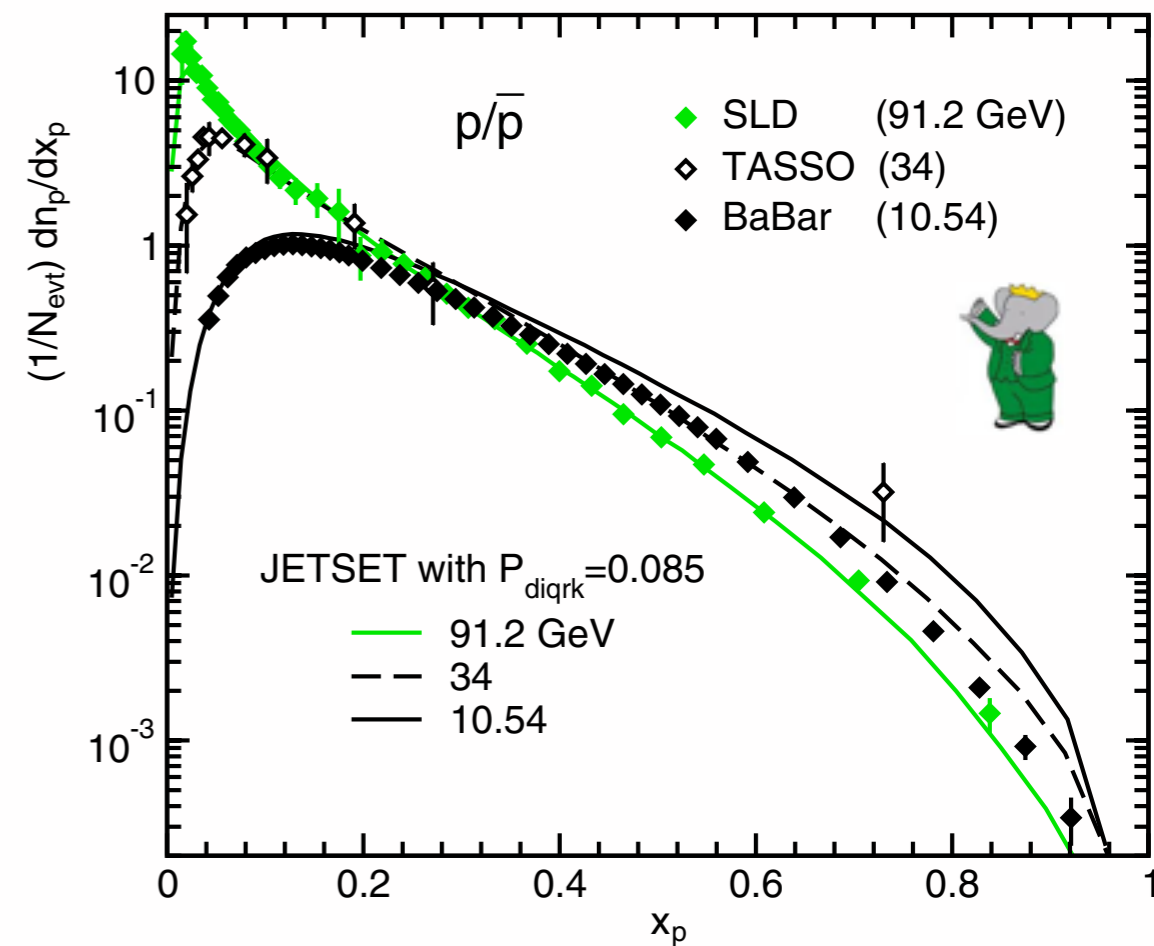 p/p̅
SLD (91.2 GeV)
TASSO (34)
BaBar (10.54)
JETSET with P_diqrk=0.085
91.2 GeV
34
10.54
(1/N_evt) dn_p/dx_p
10
1
10^-1
10^-2
10^-3
0 0.2 0.4 0.6 0.8 1
x_p